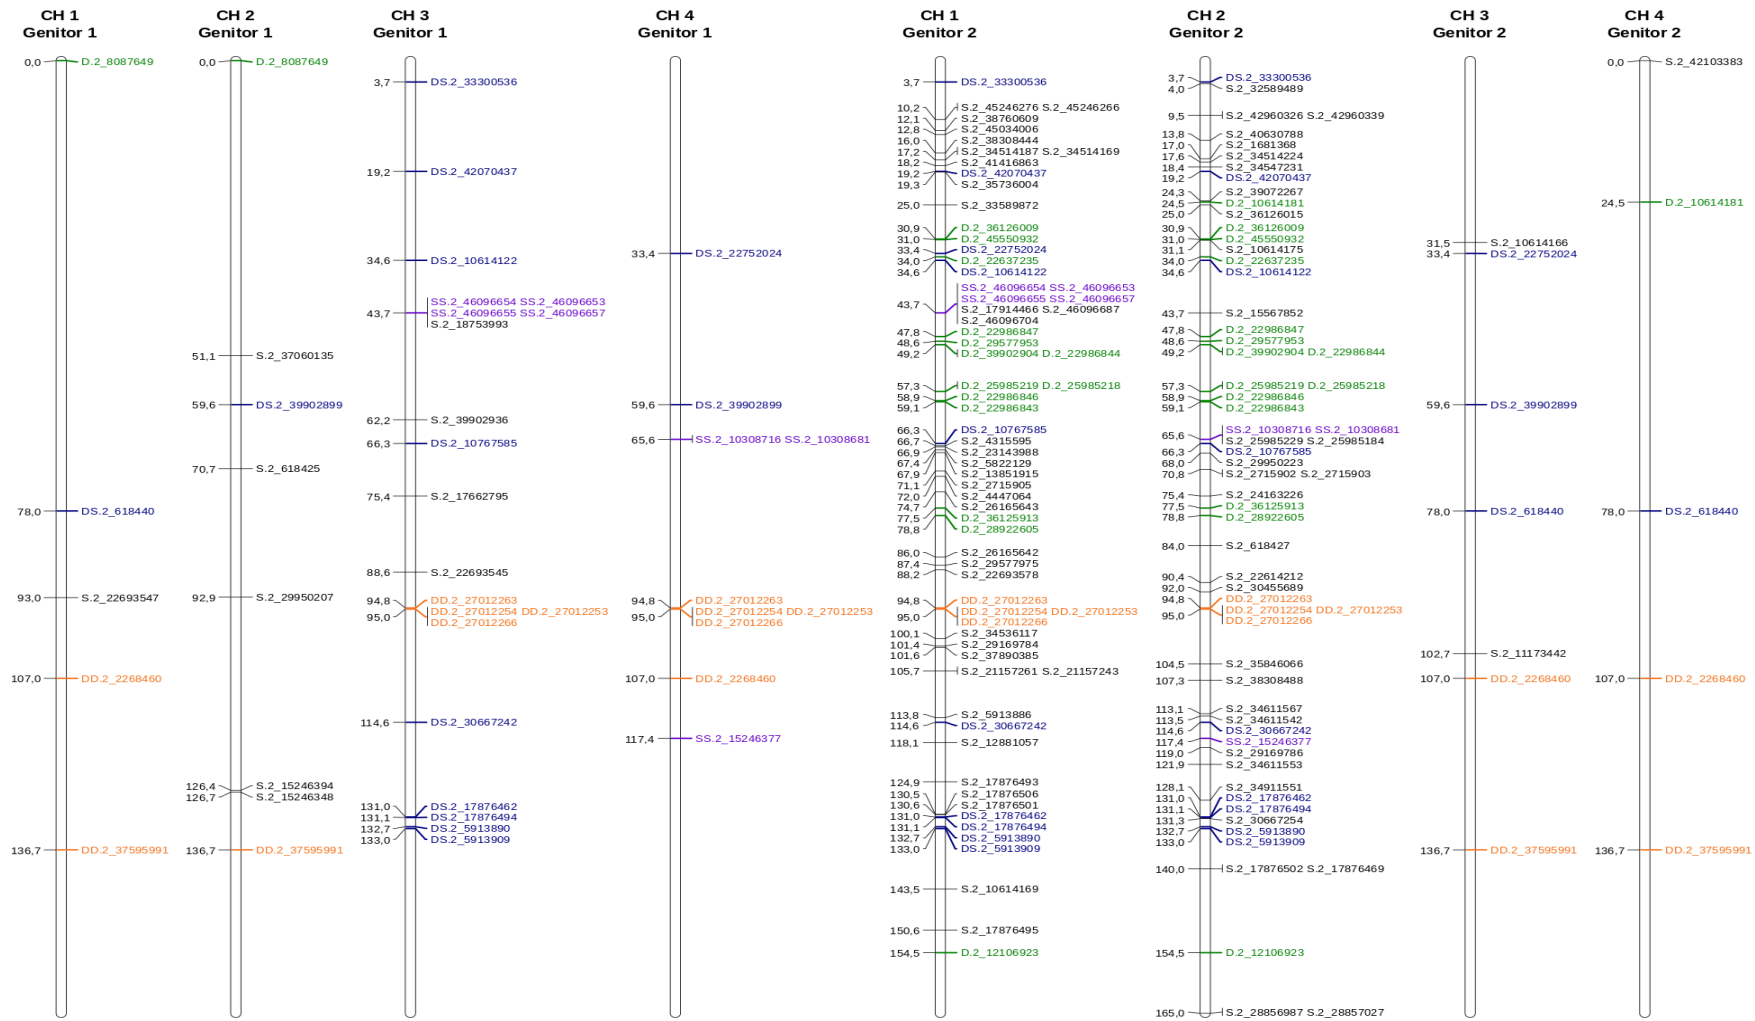 CH 1
Genitor 1
0,0 D.2_8087649
78,0 DS.2_618440
93,0 S.2_22693547
107,0 DD.2_2268460
136,7 DD.2_37595991
CH 2
Genitor 1
0,0 D.2_8087649
51,1 S.2_37060135
59,6 DS.2_39902899
70,7 S.2_618425
92,9 S.2_29950207
126,4 S.2_15246394
126,7 S.2_15246348
136,7 DD.2_37595991
CH 3
Genitor 1
3,7 DS.2_33300536
19,2 DS.2_42070437
34,6 DS.2_10614122
SS.2_46096654 SS.2_46096653
43,7 SS.2_46096655 SS.2_46096657
S.2_18753993
62,2 S.2_39902936
66,3 DS.2_10767585
75,4 S.2_17662795
88,6 S.2_22693545
94,8 DD.2_27012263
95,0 DD.2_27012254 DD.2_27012253
DD.2_27012266
114,6 DS.2_30667242
131,0 DS.2_17876462
131,1 DS.2_17876494
132,7 DS.2_5913890
133,0 DS.2_5913909
CH 4
Genitor 1
33,4 DS.2_22752024
59,6 DS.2_39902899
65,6 SS.2_10308716 SS.2_10308681
94,8 DD.2_27012263
95,0 DD.2_27012254 DD.2_27012253
DD.2_27012266
107,0 DD.2_2268460
117,4 SS.2_15246377
CH 1
Genitor 2
3,7 DS.2_33300536
10,2 S.2_45246276 S.2_45246266
12,1 S.2_38760609
12,8 S.2_45034006
16,0 S.2_38308444
17,2 S.2_34514187 S.2_34514169
18,2 S.2_41416863
19,2 DS.2_42070437
19,3 S.2_35736004
25,0 S.2_33589872
30,9 D.2_36126009
31,0 D.2_45550932
33,4 DS.2_22752024
34,0 D.2_22637235
34,6 DS.2_10614122
SS.2_46096654 SS.2_46096653
SS.2_46096655 SS.2_46096657
43,7 S.2_17914466 S.2_46096687
S.2_46096704
47,8 D.2_22986847
48,6 D.2_29577953
49,2 D.2_39902904 D.2_22986844
57,3 D.2_25985219 D.2_25985218
58,9 D.2_22986846
59,1 D.2_22986843
66,3 DS.2_10767585
66,7 S.2_4315595
66,9 S.2_23143988
67,4 S.2_5822129
67,9 S.2_13851915
71,1 S.2_2715905
72,0 S.2_4447064
74,7 S.2_26165643
77,5 D.2_36125913
78,8 D.2_28922605
86,0 S.2_26165642
87,4 S.2_29577975
88,2 S.2_22693578
94,8 DD.2_27012263
95,0 DD.2_27012254 DD.2_27012253
DD.2_27012266
100,1 S.2_34536117
101,4 S.2_29169784
101,6 S.2_37890385
105,7 S.2_21157261 S.2_21157243
113,8 S.2_5913886
114,6 DS.2_30667242
118,1 S.2_12881057
124,9 S.2_17876493
130,5 S.2_17876506
130,6 S.2_17876501
131,0 DS.2_17876462
131,1 DS.2_17876494
132,7 DS.2_5913890
133,0 DS.2_5913909
143,5 S.2_10614169
150,6 S.2_17876495
154,5 D.2_12106923
CH 2
Genitor 2
3,7 DS.2_33300536
4,0 S.2_32589489
9,5 S.2_42960326 S.2_42960339
13,8 S.2_40630788
17,0 S.2_1681368
17,6 S.2_34514224
18,4 S.2_34547231
19,2 DS.2_42070437
24,3 S.2_39072267
24,5 D.2_10614181
25,0 S.2_36126015
30,9 D.2_36126009
31,0 D.2_45550932
31,1 S.2_10614175
34,0 D.2_22637235
34,6 DS.2_10614122
43,7 S.2_15567852
47,8 D.2_22986847
48,6 D.2_29577953
49,2 D.2_39902904 D.2_22986844
57,3 D.2_25985219 D.2_25985218
58,9 D.2_22986846
59,1 D.2_22986843
65,6 SS.2_10308716 SS.2_10308681
S.2_25985229 S.2_25985184
66,3 DS.2_10767585
68,0 S.2_29950223
70,8 S.2_2715902 S.2_2715903
75,4 S.2_24163226
77,5 D.2_36125913
78,8 D.2_28922605
84,0 S.2_618427
90,4 S.2_22614212
92,0 S.2_30455689
94,8 DD.2_27012263
95,0 DD.2_27012254 DD.2_27012253
DD.2_27012266
104,5 S.2_35846066
107,3 S.2_38308488
113,1 S.2_34611567
113,5 S.2_34611542
114,6 DS.2_30667242
117,4 SS.2_15246377
119,0 S.2_29169786
121,9 S.2_34611553
128,1 S.2_34911551
131,0 DS.2_17876462
131,1 DS.2_17876494
131,3 S.2_30667254
132,7 DS.2_5913890
133,0 DS.2_5913909
140,0 S.2_17876502 S.2_17876469
154,5 D.2_12106923
165,0 S.2_28856987 S.2_28857027
CH 3
Genitor 2
31,5 S.2_10614166
33,4 DS.2_22752024
59,6 DS.2_39902899
78,0 DS.2_618440
102,7 S.2_11173442
107,0 DD.2_2268460
136,7 DD.2_37595991
CH 4
Genitor 2
0,0 S.2_42103383
24,5 D.2_10614181
78,0 DS.2_618440
107,0 DD.2_2268460
136,7 DD.2_37595991